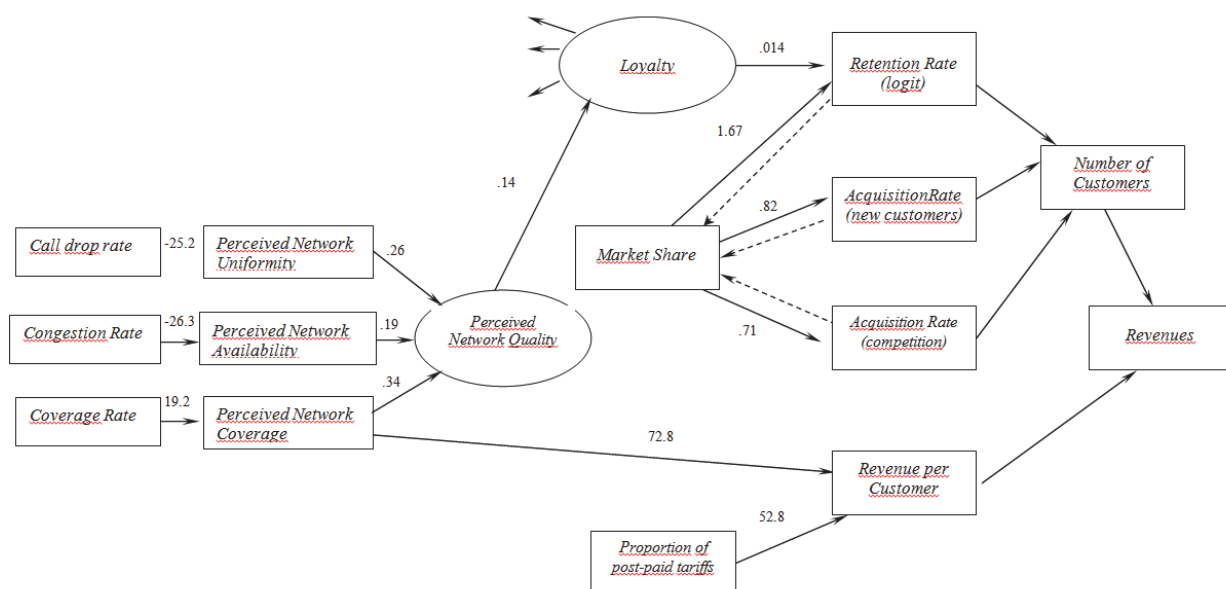 Loyalty
.014
Retention Rate
(logit)
1.67
Number of
Customers
.14
.82
AcquisitionRate
(new customers)
Call drop rate
-25.2
Perceived Network
Uniformity
.26
Market Share
Congestion Rate
-26.3
Perceived Network
Availability
.19
Perceived
Network Quality
.71
Acquisition Rate
(competition)
Revenues
.34
Coverage Rate
19.2
Perceived Network
Coverage
72.8
Revenue per
Customer
52.8
Proportion of
post-paid tariffs